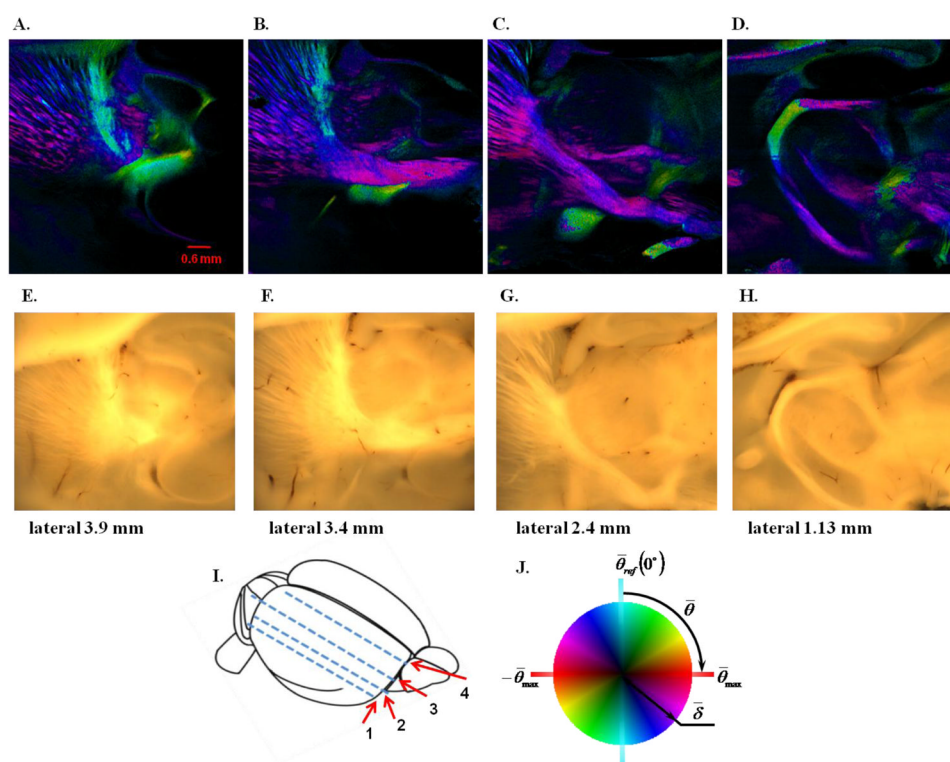 A.
B.
C.
D.
0.6 mm
E.
F.
G.
H.
lateral 3.9 mm
lateral 3.4 mm
lateral 2.4 mm
lateral 1.13 mm
I.
1
2
3
4
J.
θ̅ref(0°)
θ̅
-θ̅max
θ̅max
δ̅